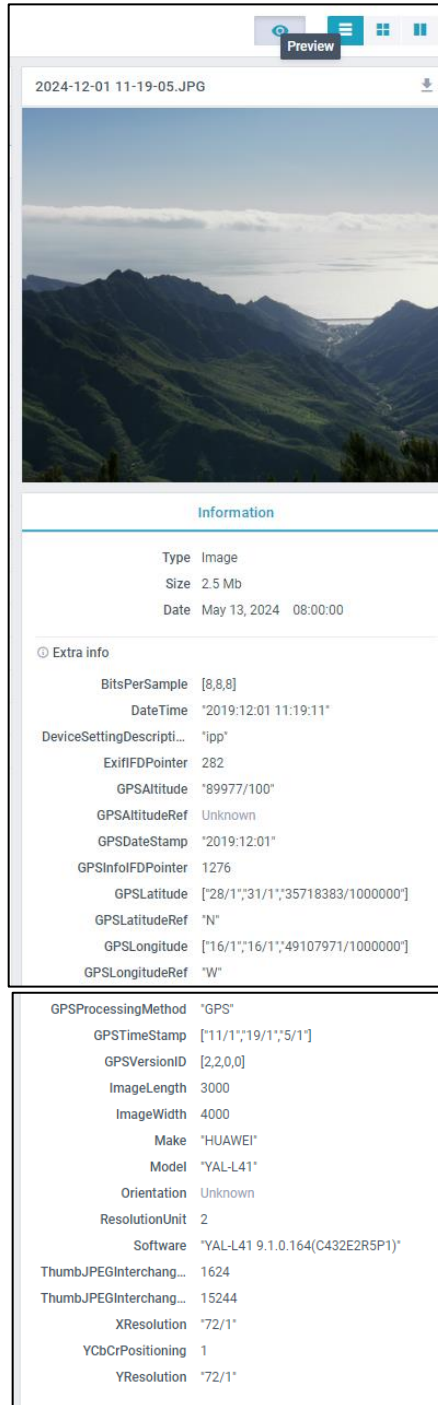 Preview
2024-12-01 11-19-05.JPG
Information
Type Image
Size 2.5 Mb
Date May 13, 2024 08:00:00
Extra info
BitsPerSample [8,8,8]
DateTime "2019:12:01 11:19:11"
DeviceSettingDescripti... "ipp"
ExifIFDPointer 282
GPSAltitude "89977/100"
GPSAltitudeRef Unknown
GPSDateStamp "2019:12:01"
GPSInfoIFDPointer 1276
GPSLatitude ["28/1","31/1","35718383/1000000"]
GPSLatitudeRef "N"
GPSLongitude ["16/1","16/1","49107971/1000000"]
GPSLongitudeRef "W"
GPSProcessingMethod "GPS"
GPSTimeStamp ["11/1","19/1","5/1"]
GPSVersionID [2,2,0,0]
ImageLength 3000
ImageWidth 4000
Make "HUAWEI"
Model "YAL-L41"
Orientation Unknown
ResolutionUnit 2
Software "YAL-L41 9.1.0.164(C432E2R5P1)"
ThumbJPEGInterchang... 1624
ThumbJPEGInterchang... 15244
XResolution "72/1"
YCbCrPositioning 1
YResolution "72/1"